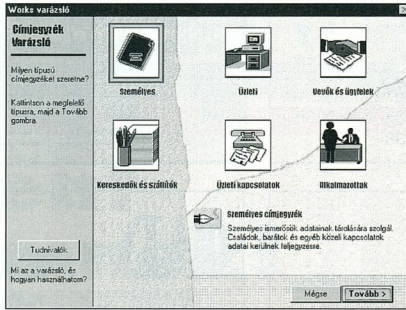 Works varázsló
Címjegyzék
Varázsló
Milyen típusú
címjegyzéket szeretne?
Kattintson a megfelelő
típusra, majd a Tovább
gombra.
Tudnivalók
Mi az a varázsló, és
hogyan használhatom?
Személyes
Üzleti
Vevők és ügyfelek
Kereskedők és szállítók
Üzleti kapcsolatok
Alkalmazottak
Személyes címjegyzék
Személyes ismerősök adatainak tárolására szolgál.
Családok, barátok és egyéb közeli kapcsolatok
adatai kerülnek feljegyzésre.
Mégse
Tovább >